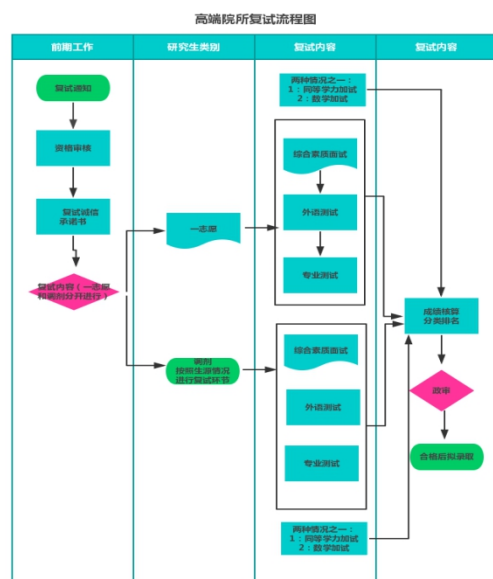 高端院所复试流程图
前期工作
研究生类别
复试内容
复试内容
复试通知
资格审核
复试诚信
承诺书
复试内容（一志愿
和调剂分开进行）
一志愿
调剂
按照生源情况
进行复试环节
两种情况之一：
1：同等学力加试
2：数学加试
综合素质面试
外语测试
专业测试
综合素质面试
外语测试
专业测试
两种情况之一：
1：同等学力加试
2：数学加试
成绩核算
分类排名
政审
合格后拟录取